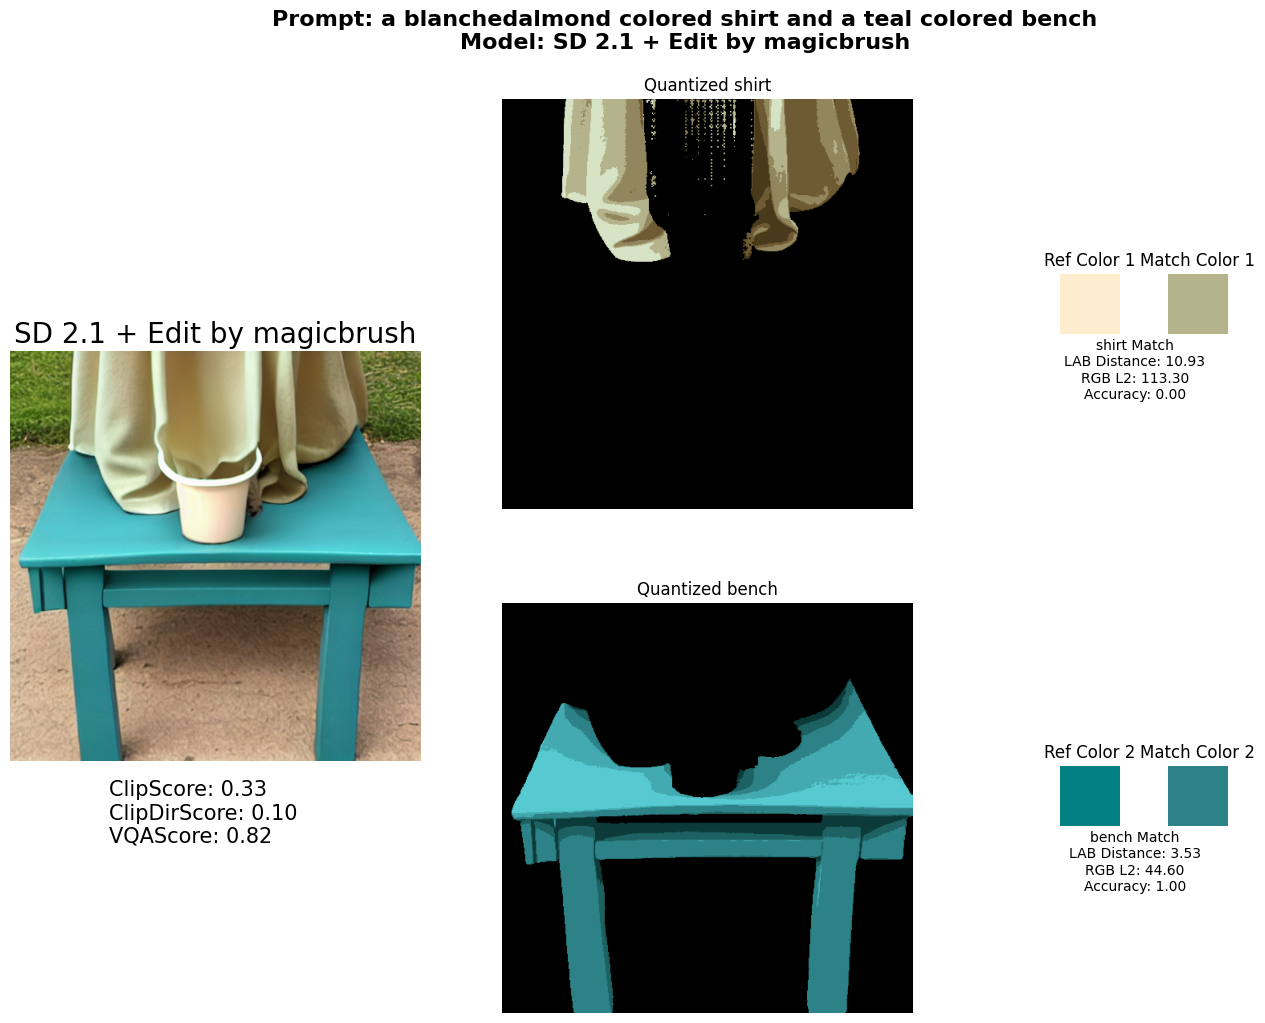 Prompt: a blanchedalmond colored shirt and a teal colored bench
Model: SD 2.1 + Edit by magicbrush
Quantized shirt
Ref Color 1 Match Color 1
shirt Match
LAB Distance: 10.93
RGB L2: 113.30
Accuracy: 0.00
SD 2.1 + Edit by magicbrush
ClipScore: 0.33
ClipDirScore: 0.10
VQAScore: 0.82
Quantized bench
Ref Color 2 Match Color 2
bench Match
LAB Distance: 3.53
RGB L2: 44.60
Accuracy: 1.00